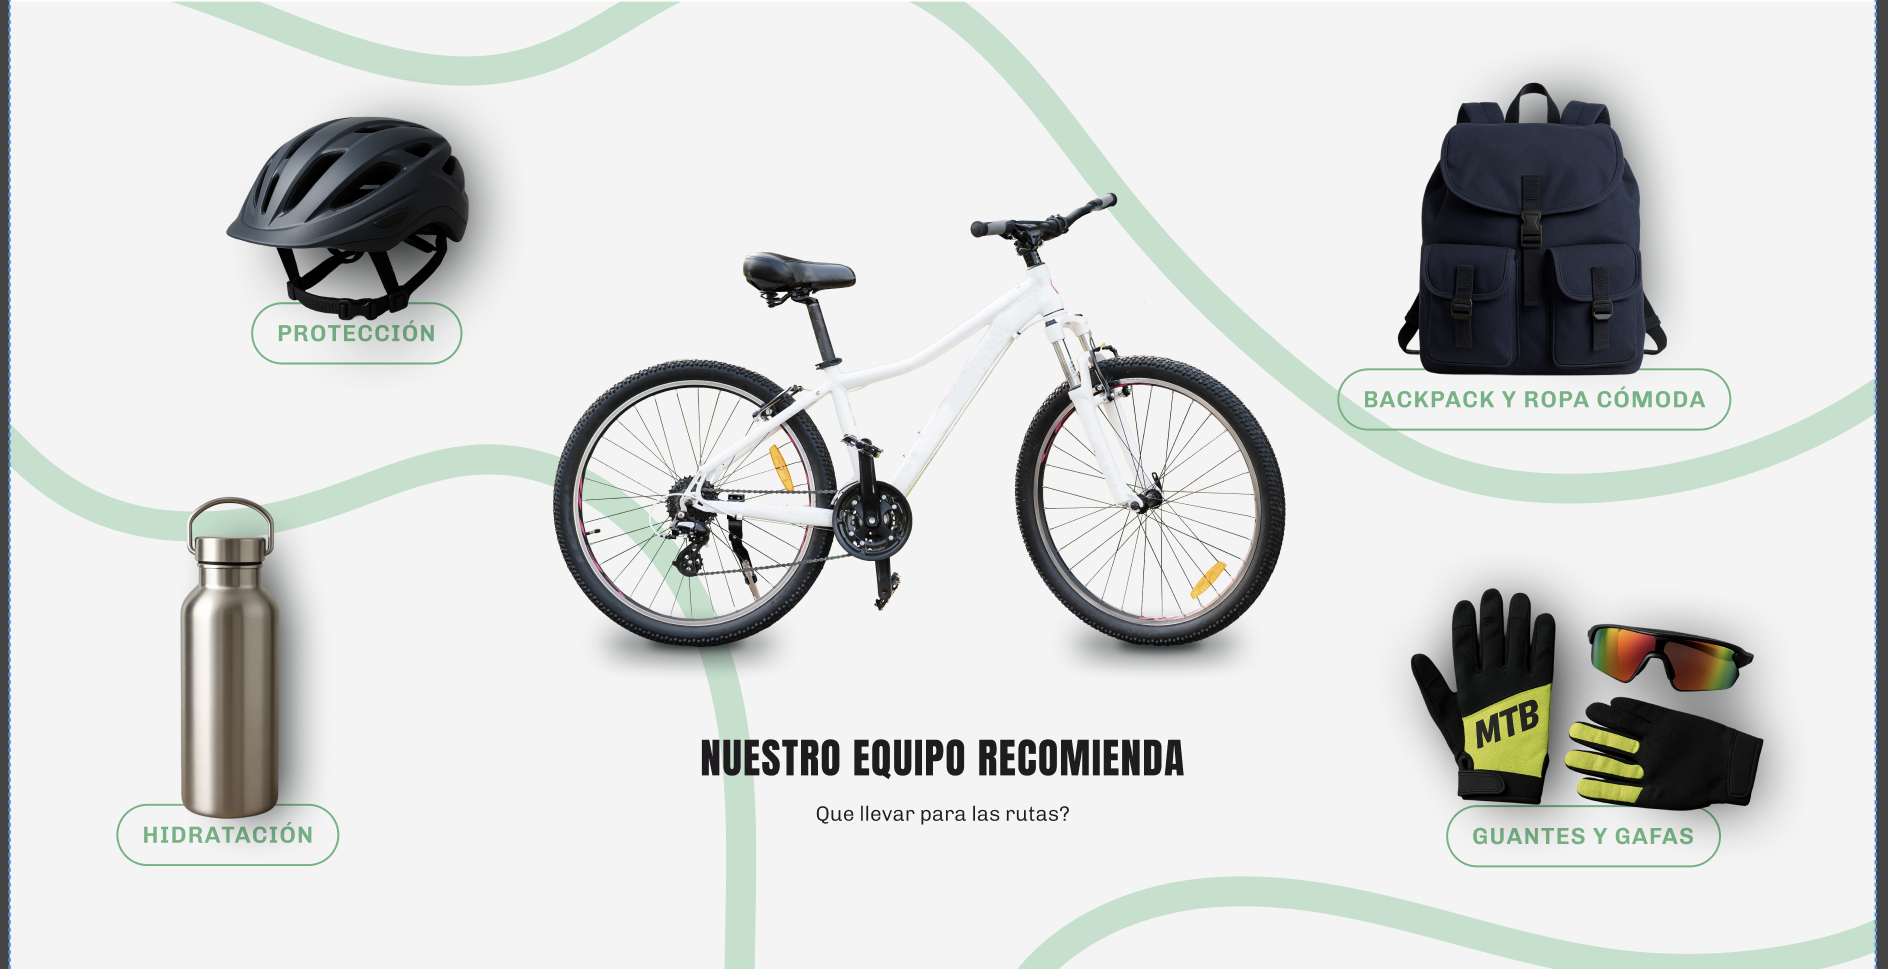 PROTECCIÓN
BACKPACK Y ROPA CÓMODA
MTB
NUESTRO EQUIPO RECOMIENDA
Que llevar para las rutas?
HIDRATACIÓN
GUANTES Y GAFAS